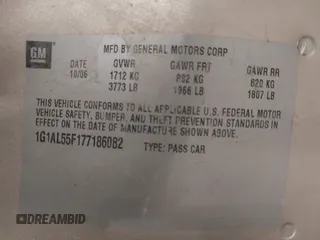 GM
MFD BY GENERAL MOTORS CORP
DATE GVWR GAWR FRT GAWR RR
10/06 1712 KG 892 KG 820 KG
3773 LB 1966 LB 1807 LB
THIS VEHICLE CONFORMS TO ALL APPLICABLE U.S. FEDERAL MOTOR
VEHICLE SAFETY, BUMPER, AND THEFT PREVENTION STANDARDS IN
EFFECT ON THE DATE OF MANUFACTURE SHOWN ABOVE.
1G1AL55F177186082 TYPE: PASS CAR
DREAMBID